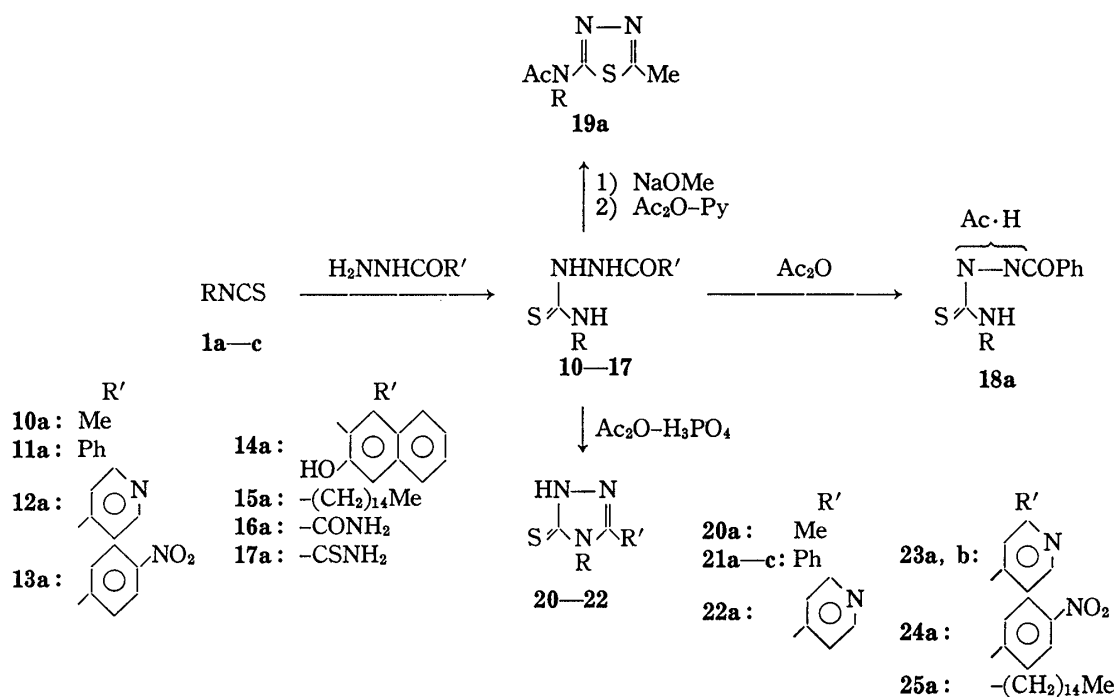 N—N
AcN
S
Me
R
19a
1) NaOMe
2) Ac₂O–Py
Ac·H
H₂NNHCOR′
NHNHCOR′
Ac₂O
N—NCOPh
RNCS
S
NH
S
NH
R
R
1a—c
10—17
18a
R′
R′
10a: Me
11a: Ph
Ac₂O–H₃PO₄
14a:
HO
12a:
N
15a: –(CH₂)₁₄Me
HN—N
R′
R′
16a: –CONH₂
20a: Me
13a:
NO₂
17a: –CSNH₂
S
N
R′
21a—c: Ph
23a, b:
N
R
20—22
22a:
N
24a:
NO₂
25a: –(CH₂)₁₄Me